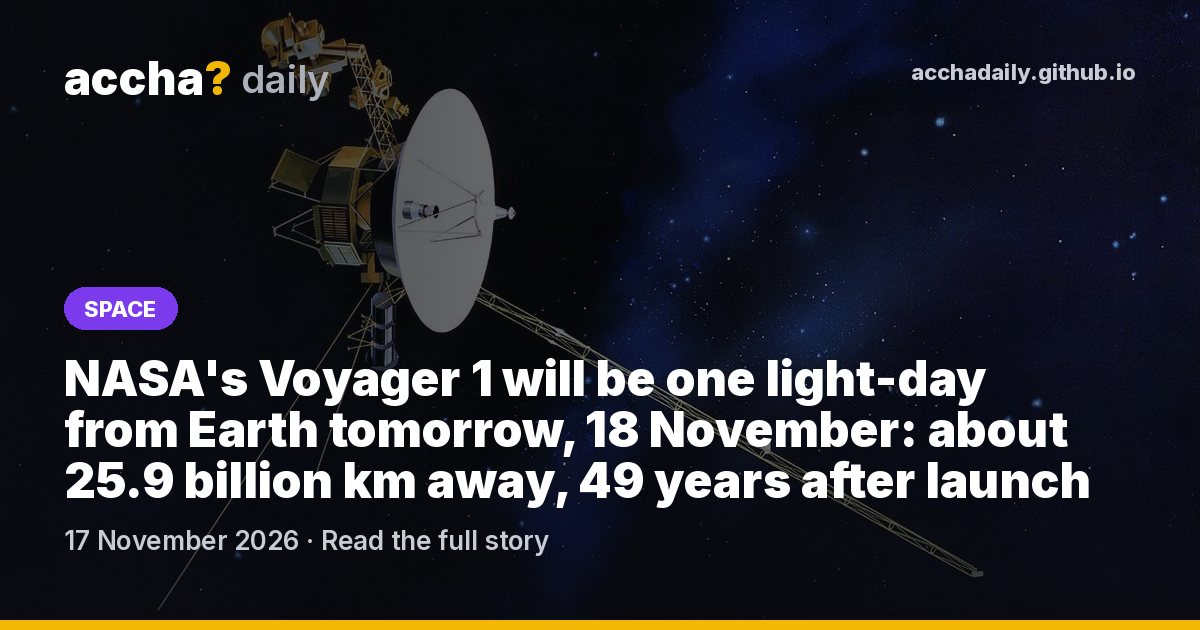 accha? daily
acchadaily.github.io
SPACE
NASA's Voyager 1 will be one light-day
from Earth tomorrow, 18 November: about
25.9 billion km away, 49 years after launch
17 November 2026 · Read the full story